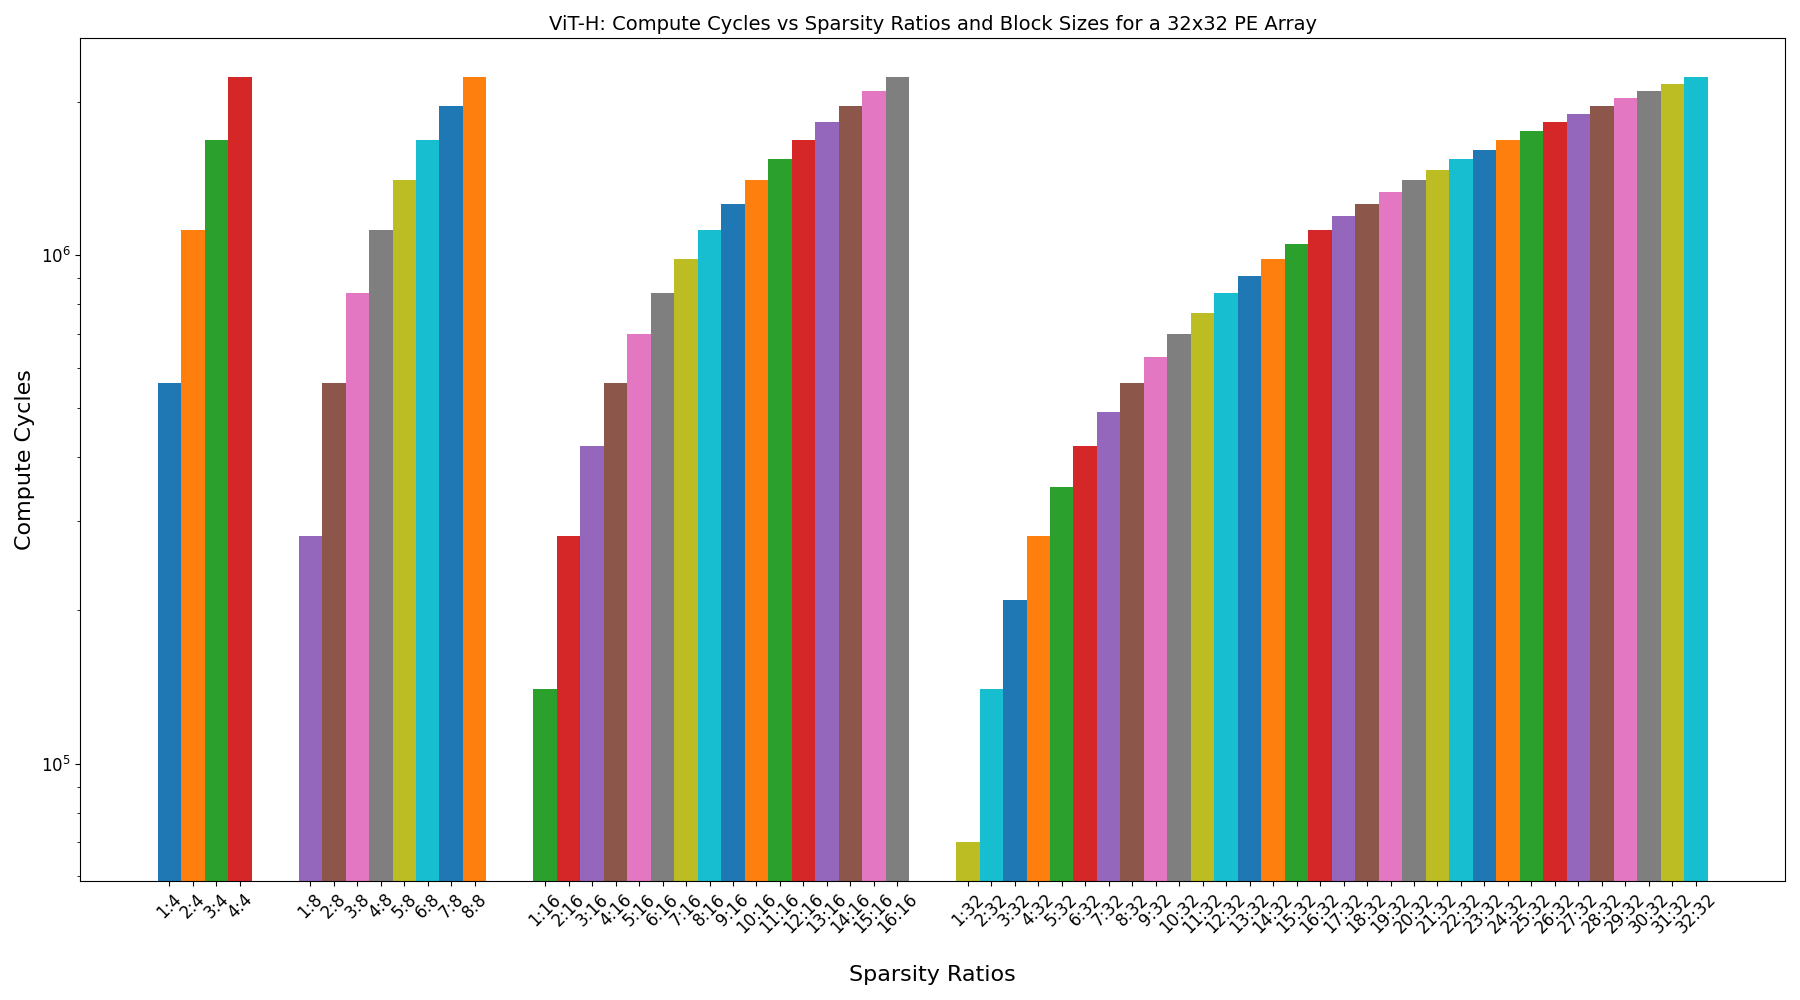 ViT-H: Compute Cycles vs Sparsity Ratios and Block Sizes for a 32x32 PE Array
Compute Cycles
10⁶
10⁵
1:4 2:4 3:4 4:4 1:8 2:8 3:8 4:8 5:8 6:8 7:8 8:8 1:16 2:16 3:16 4:16 5:16 6:16 7:16 8:16 9:16 10:16 11:16 12:16 13:16 14:16 15:16 16:16 1:32 2:32 3:32 4:32 5:32 6:32 7:32 8:32 9:32 10:32 11:32 12:32 13:32 14:32 15:32 16:32 17:32 18:32 19:32 20:32 21:32 22:32 23:32 24:32 25:32 26:32 27:32 28:32 29:32 30:32 31:32 32:32
Sparsity Ratios